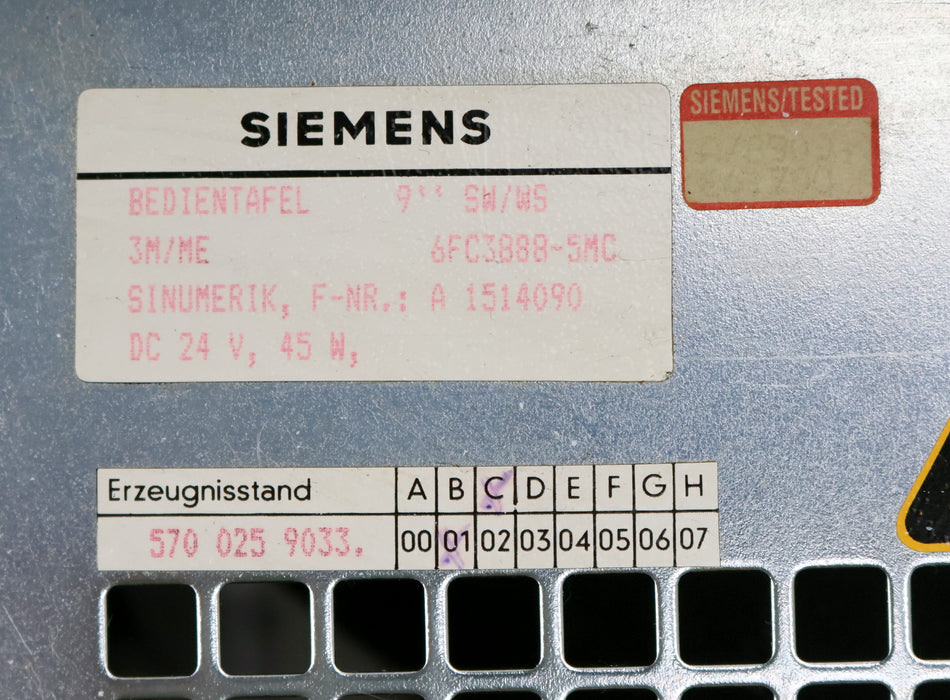 SIEMENS
BEDIENTAFEL 9'' SW/WS
3M/ME 6FC3888-5MC
SINUMERIK, F-NR.: A 1514090
DC 24 V, 45 W,
SIEMENS/TESTED
Erzeugnisstand A B C D E F G H
570 025 9033. 00 01 02 03 04 05 06 07